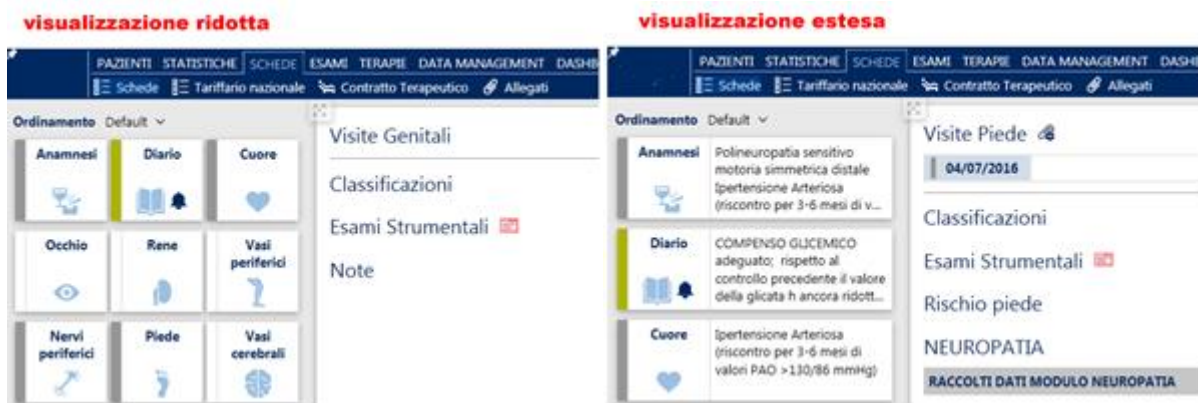 visualizzazione ridotta
PAZIENTI STATISTICHE SCHEDE ESAMI TERAPIE DATA MANAGEMENT DASHB
Schede Tariffario nazionale Contratto Terapeutico Allegati
Ordinamento Default
Anamnesi Diario Cuore
Occhio Rene Vasi
periferici
Nervi
periferici
Piede Vasi
cerebrali
Visite Genitali
Classificazioni
Esami Strumentali
Note
visualizzazione estesa
PAZIENTI STATISTICHE SCHEDE ESAMI TERAPIE DATA MANAGEMENT DASH
Schede Tariffario nazionale Contratto Terapeutico Allegati
Ordinamento Default
Anamnesi
Polineuropatia sensitivo
motoria simmetrica distale
Ipertensione Arteriosa
(riscontro per 3-6 mesi di v...
Diario
COMPENSO GLICEMICO
adeguato; rispetto al
controllo precedente il valore
della glicata h ancora ridott...
Cuore
Ipertensione Arteriosa
(riscontro per 3-6 mesi di
valori PAO >130/86 mmHg)
Visite Piede
04/07/2016
Classificazioni
Esami Strumentali
Rischio piede
NEUROPATIA
RACCOLTI DATI MODULO NEUROPATIA